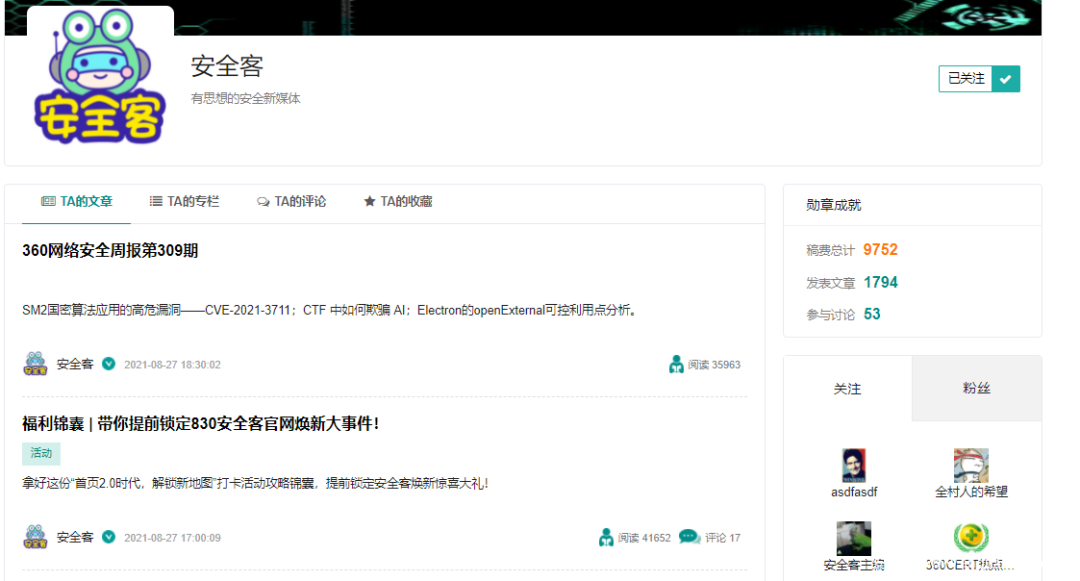 安全客
安全客
有思想的安全新媒体
已关注
TA的文章 TA的专栏 TA的评论 TA的收藏
360网络安全周报第309期
SM2国密算法应用的高危漏洞——CVE-2021-3711；CTF 中如何欺骗 AI；Electron的openExternal可控利用点分析。
安全客 2021-08-27 18:30:02 阅读 35963
福利锦囊 | 带你提前锁定830安全客官网焕新大事件!
活动
拿好这份“首页2.0时代，解锁新地图”打卡活动攻略锦囊，提前锁定安全客焕新惊喜大礼!
安全客 2021-08-27 17:00:09 阅读 41652 评论 17
勋章成就
稿费总计 9752
发表文章 1794
参与讨论 53
关注 粉丝
asdfasdf 全村人的希望
安全客主编 360CERT热点...